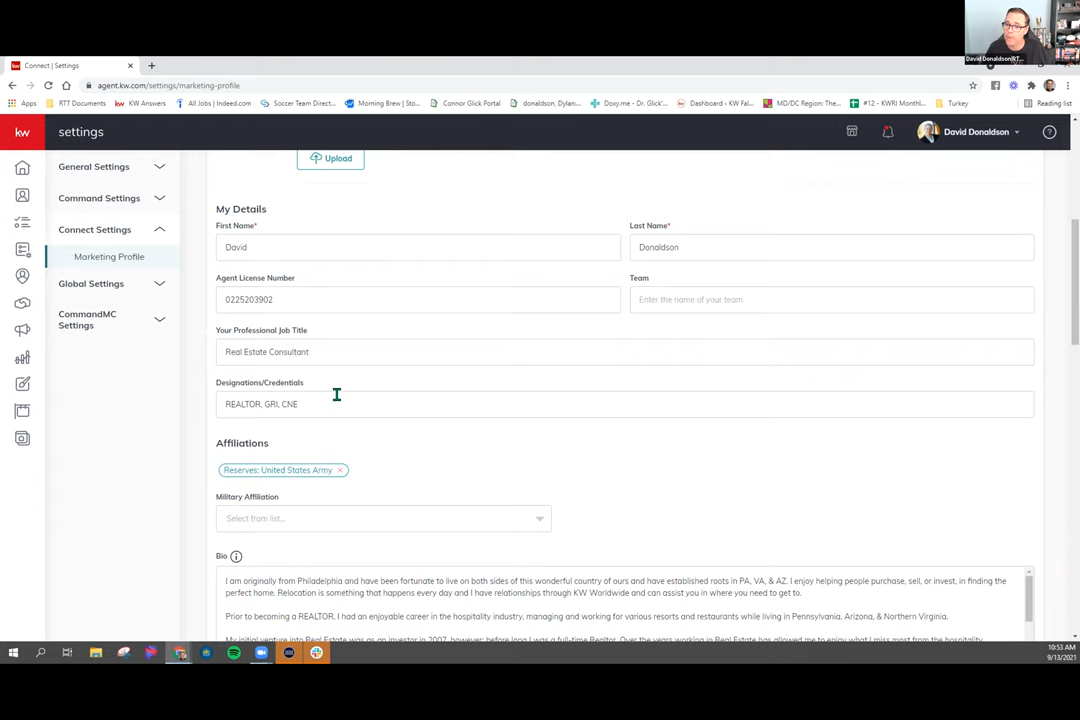 David Donaldson|RT...
Connect | Settings
agent.kw.com/settings/marketing-profile
Apps
RTT Documents
KW Answers
All Jobs | Indeed.com
Soccer Team Direct...
Morning Brew | Sto...
Connor Glick Portal
donaldson, Dylan...
Doxy.me - Dr. Glick'...
Dashboard - KW Fal...
MD/DC Region: The...
#12 - KWRI Monthl...
Turkey
Reading list
kw
settings
David Donaldson
General Settings
Command Settings
Connect Settings
Marketing Profile
Global Settings
CommandMC
Settings
Upload
My Details
First Name*
Last Name*
David
Donaldson
Agent License Number
Team
0225203902
Enter the name of your team
Your Professional Job Title
Real Estate Consultant
Designations/Credentials
REALTOR, GRI, CNE
Affiliations
Reserves: United States Army ×
Military Affiliation
Select from list...
Bio
I am originally from Philadelphia and have been fortunate to live on both sides of this wonderful country of ours and have established roots in PA, VA, & AZ. I enjoy helping people purchase, sell, or invest, in finding the
perfect home. Relocation is something that happens every day and I have relationships through KW Worldwide and can assist you in where you need to get to.
Prior to becoming a REALTOR, I had an enjoyable career in the hospitality industry, managing and working for various resorts and restaurants while living in Pennsylvania, Arizona, & Northern Virginia.
My initial venture into Real Estate was as an investor in 2007, however; before long I was a full-time Realtor. Over the years working in Real Estate has allowed me to enjoy what I miss most from the hospitality
10:53 AM
9/13/2021